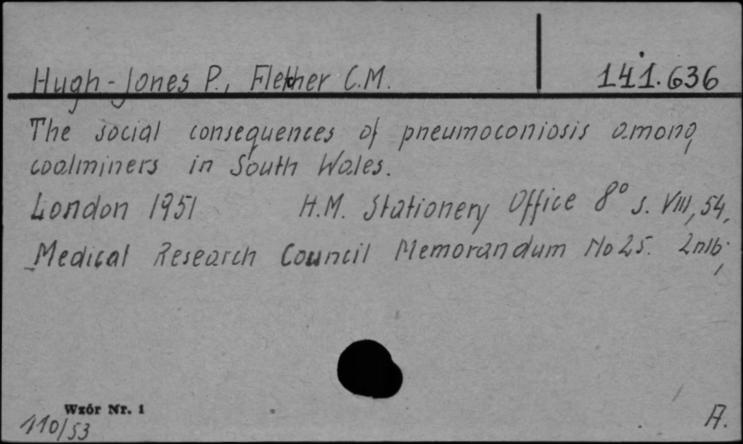 Hugh-Jones P., Fletcher C.M.
141.636
The social consequences of pneumoconiosis among
coalminers in South Wales.
London 1951 H.M. Stationery Office 8° s. VIII, 54,
Medical Research Council Memorandum No 25. 2nlb.
Wzór Nr. 1
110/53
A.